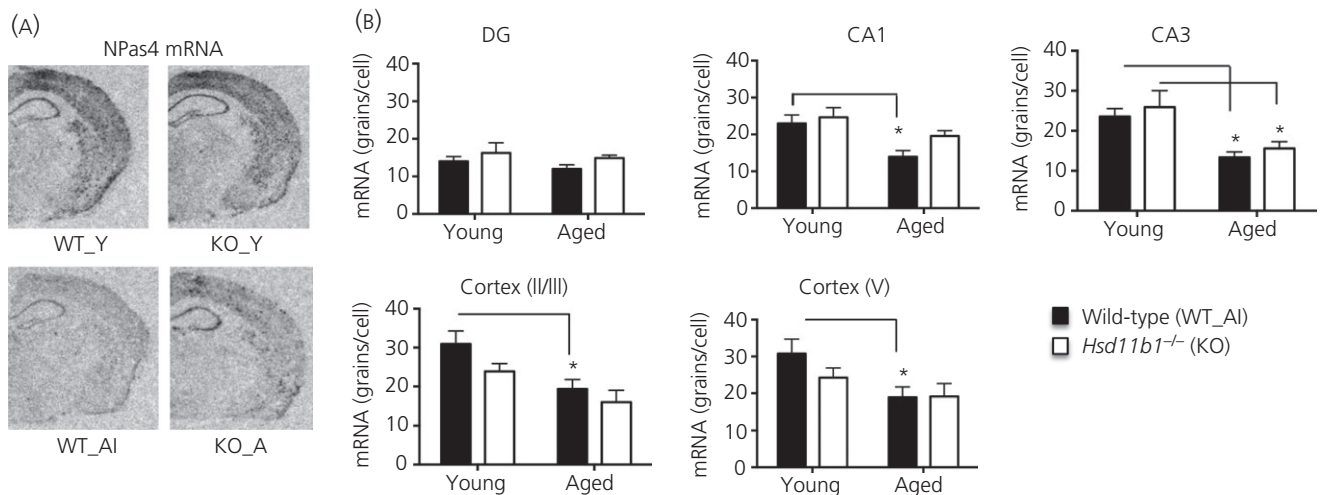 (A)
NPas4 mRNA
WT_Y KO_Y
WT_AI KO_A
(B)
DG
mRNA (grains/cell)
40
30
20
10
0
Young Aged
CA1
mRNA (grains/cell)
40
30
20
10
0
*
Young Aged
CA3
mRNA (grains/cell)
40
30
20
10
0
* *
Young Aged
Cortex (II/III)
mRNA (grains/cell)
40
30
20
10
0
*
Young Aged
Cortex (V)
mRNA (grains/cell)
40
30
20
10
0
*
Young Aged
Wild-type (WT_AI)
Hsd11b1⁻/⁻ (KO)